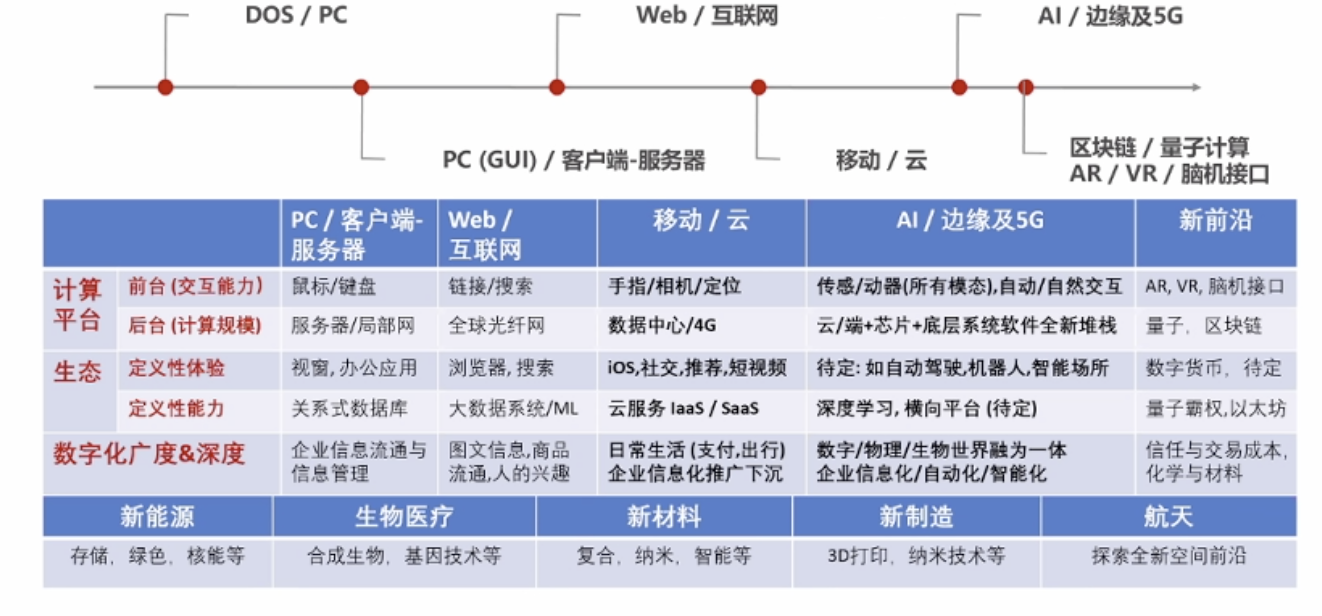 DOS / PC
Web / 互联网
AI / 边缘及5G
PC (GUI) / 客户端-服务器
移动 / 云
区块链 / 量子计算
AR / VR / 脑机接口
PC / 客户端-
服务器
Web /
互联网
移动 / 云
AI / 边缘及5G
新前沿
计算
平台
前台 (交互能力)
鼠标/键盘
链接/搜索
手指/相机/定位
传感/动器(所有模态),自动/自然交互
AR, VR, 脑机接口
后台 (计算规模)
服务器/局部网
全球光纤网
数据中心/4G
云/端+芯片+底层系统软件全新堆栈
量子，区块链
生态
定义性体验
视窗, 办公应用
浏览器, 搜索
iOS,社交,推荐,短视频
待定: 如自动驾驶,机器人,智能场所
数字货币，待定
定义性能力
关系式数据库
大数据系统/ML
云服务 IaaS / SaaS
深度学习, 横向平台 (待定)
量子霸权,以太坊
数字化广度&深度
企业信息流通与
信息管理
图文信息,商品
流通,人的兴趣
日常生活 (支付,出行)
企业信息化推广下沉
数字/物理/生物世界融为一体
企业信息化/自动化/智能化
信任与交易成本,
化学与材料
新能源
生物医疗
新材料
新制造
航天
存储，绿色，核能等
合成生物，基因技术等
复合，纳米，智能等
3D打印，纳米技术等
探索全新空间前沿